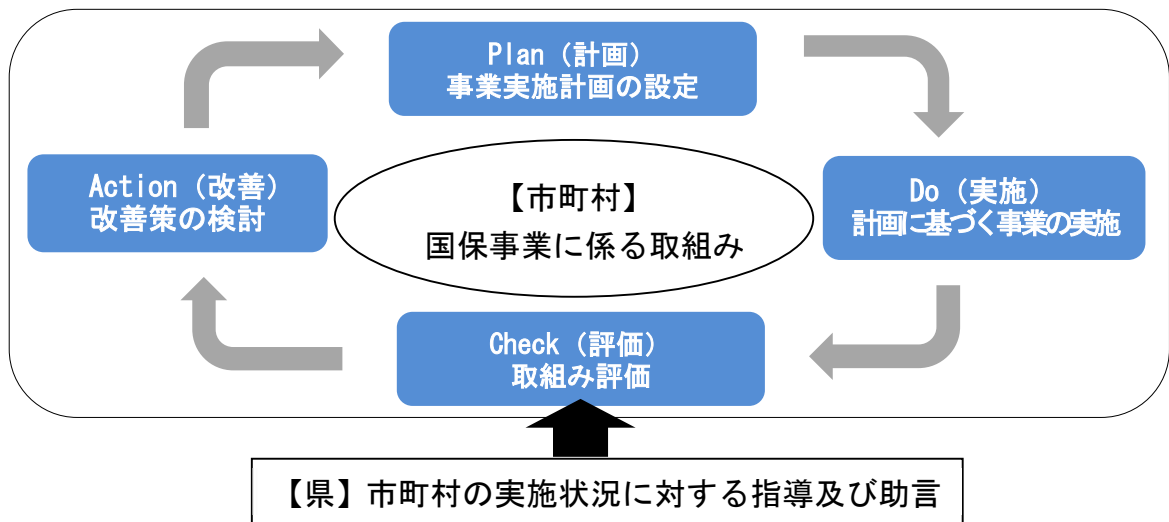 Plan（計画）
事業実施計画の設定
Action（改善）
改善策の検討
【市町村】
国保事業に係る取組み
Do（実施）
計画に基づく事業の実施
Check（評価）
取組み評価
【県】市町村の実施状況に対する指導及び助言